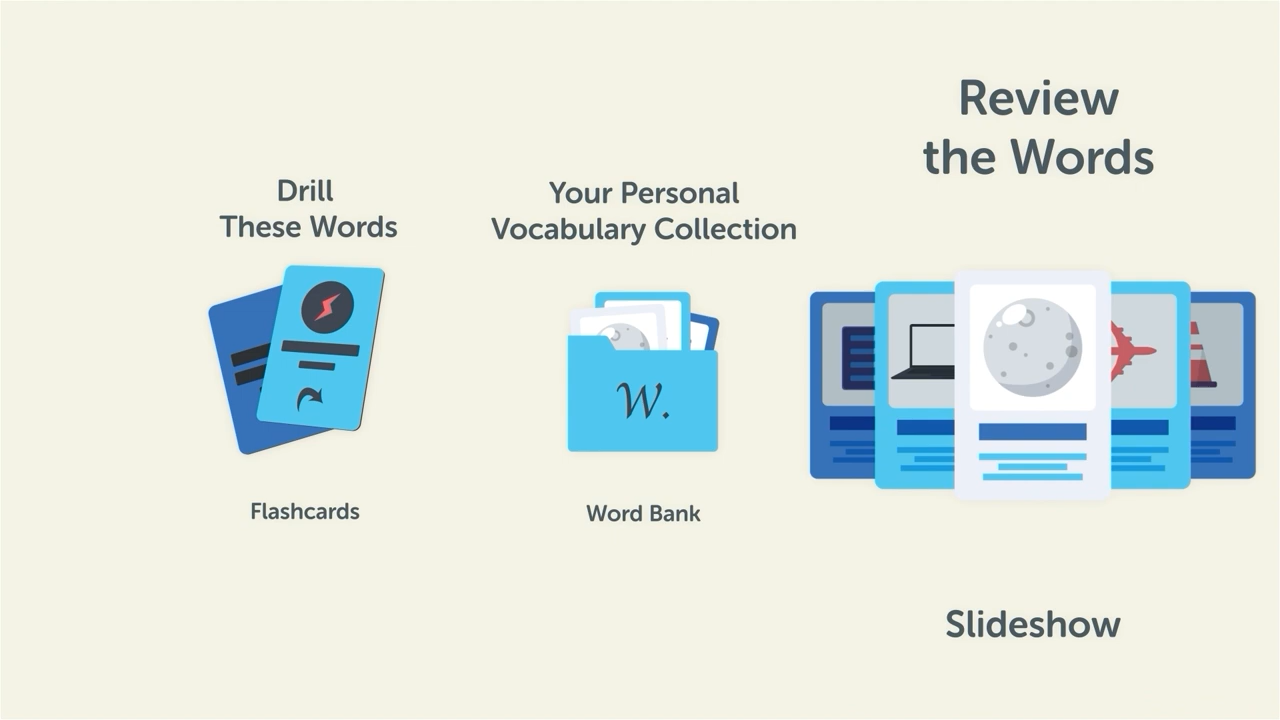 Drill
These Words
Flashcards
Your Personal
Vocabulary Collection
W.
Word Bank
Review
the Words
Slideshow